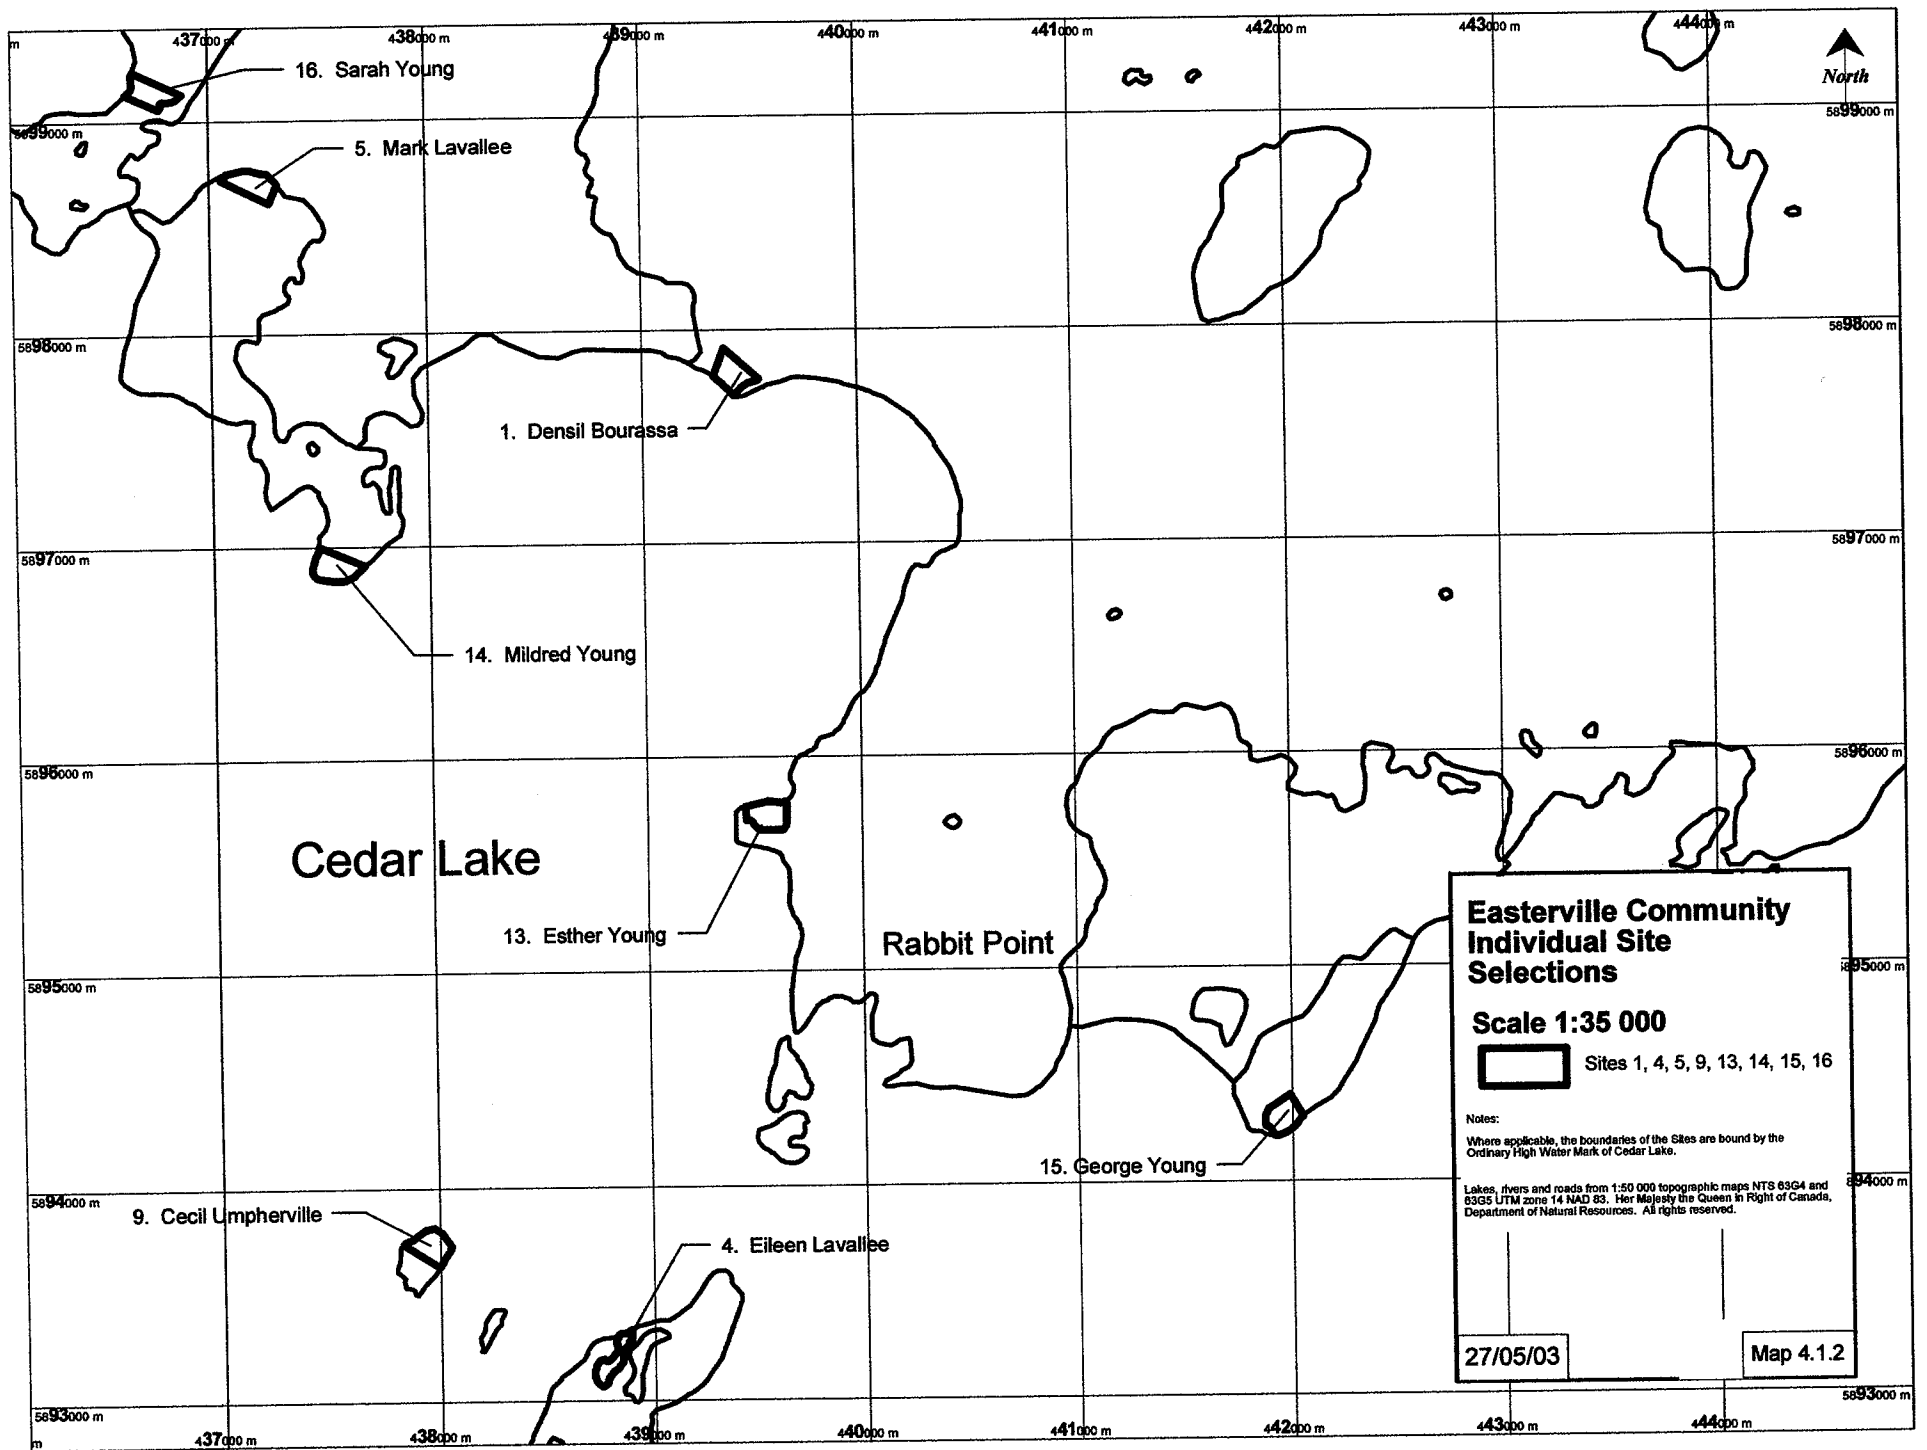 m
437000 m
438000 m
439000 m
440000 m
441000 m
442000 m
443000 m
444000 m
North
16. Sarah Young
5899000 m
5899000 m
5. Mark Lavallee
5898000 m
5898000 m
1. Densil Bourassa
5897000 m
5897000 m
14. Mildred Young
5896000 m
5896000 m
Cedar Lake
13. Esther Young
Rabbit Point
5895000 m
5895000 m
Easterville Community
Individual Site
Selections
Scale 1:35 000
Sites 1, 4, 5, 9, 13, 14, 15, 16
Notes:
Where applicable, the boundaries of the Sites are bound by the
Ordinary High Water Mark of Cedar Lake.
Lakes, rivers and roads from 1:50 000 topographic maps NTS 63G4 and
63G5 UTM zone 14 NAD 83. Her Majesty the Queen in Right of Canada,
Department of Natural Resources. All rights reserved.
27/05/03
Map 4.1.2
15. George Young
5894000 m
894000 m
9. Cecil Umpherville
4. Eileen Lavallee
5893000 m
5893000 m
m
437000 m
438000 m
439000 m
440000 m
441000 m
442000 m
443000 m
444000 m